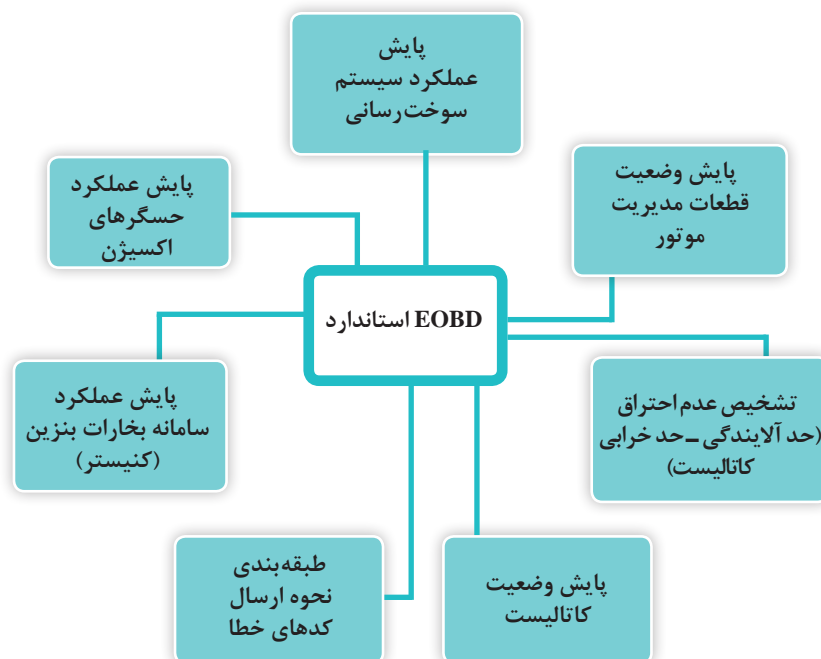 پایش
عملکرد سیستم
سوخت‌رسانی
پایش وضعیت
قطعات مدیریت
موتور
پایش عملکرد
حسگرهای
اکسیژن
استاندارد EOBD
تشخیص عدم احتراق
(حد آلایندگی ـ حد خرابی
کاتالیست)
پایش عملکرد
سامانه بخارات بنزین
(کنیستر)
طبقه‌بندی
نحوه ارسال
کدهای خطا
پایش وضعیت
کاتالیست